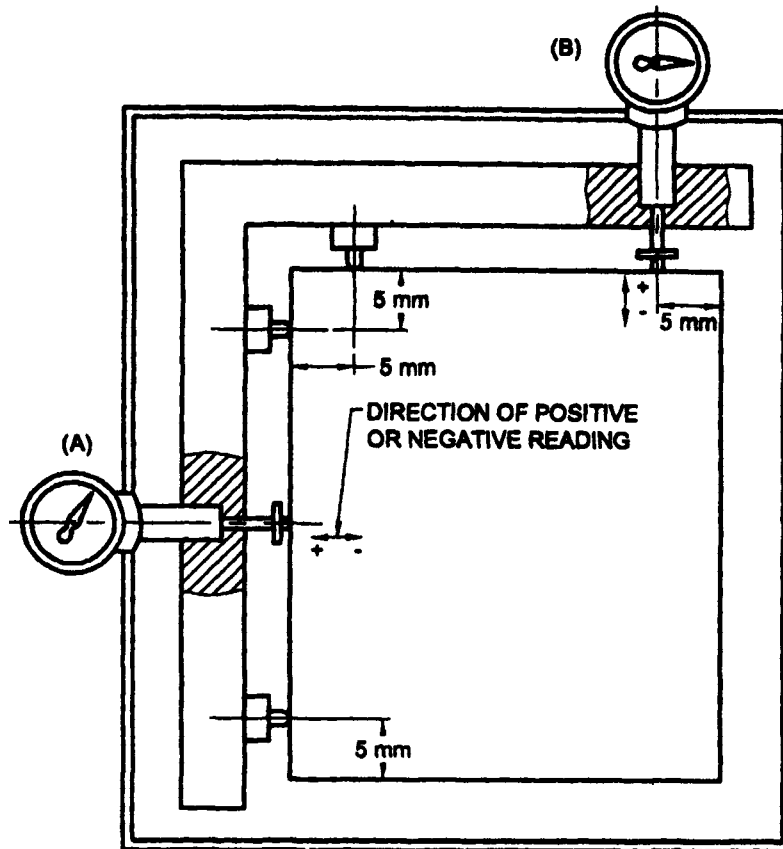 (B)
+
-
5 mm
5 mm
5 mm
DIRECTION OF POSITIVE
OR NEGATIVE READING
(A)
+ -
5 mm